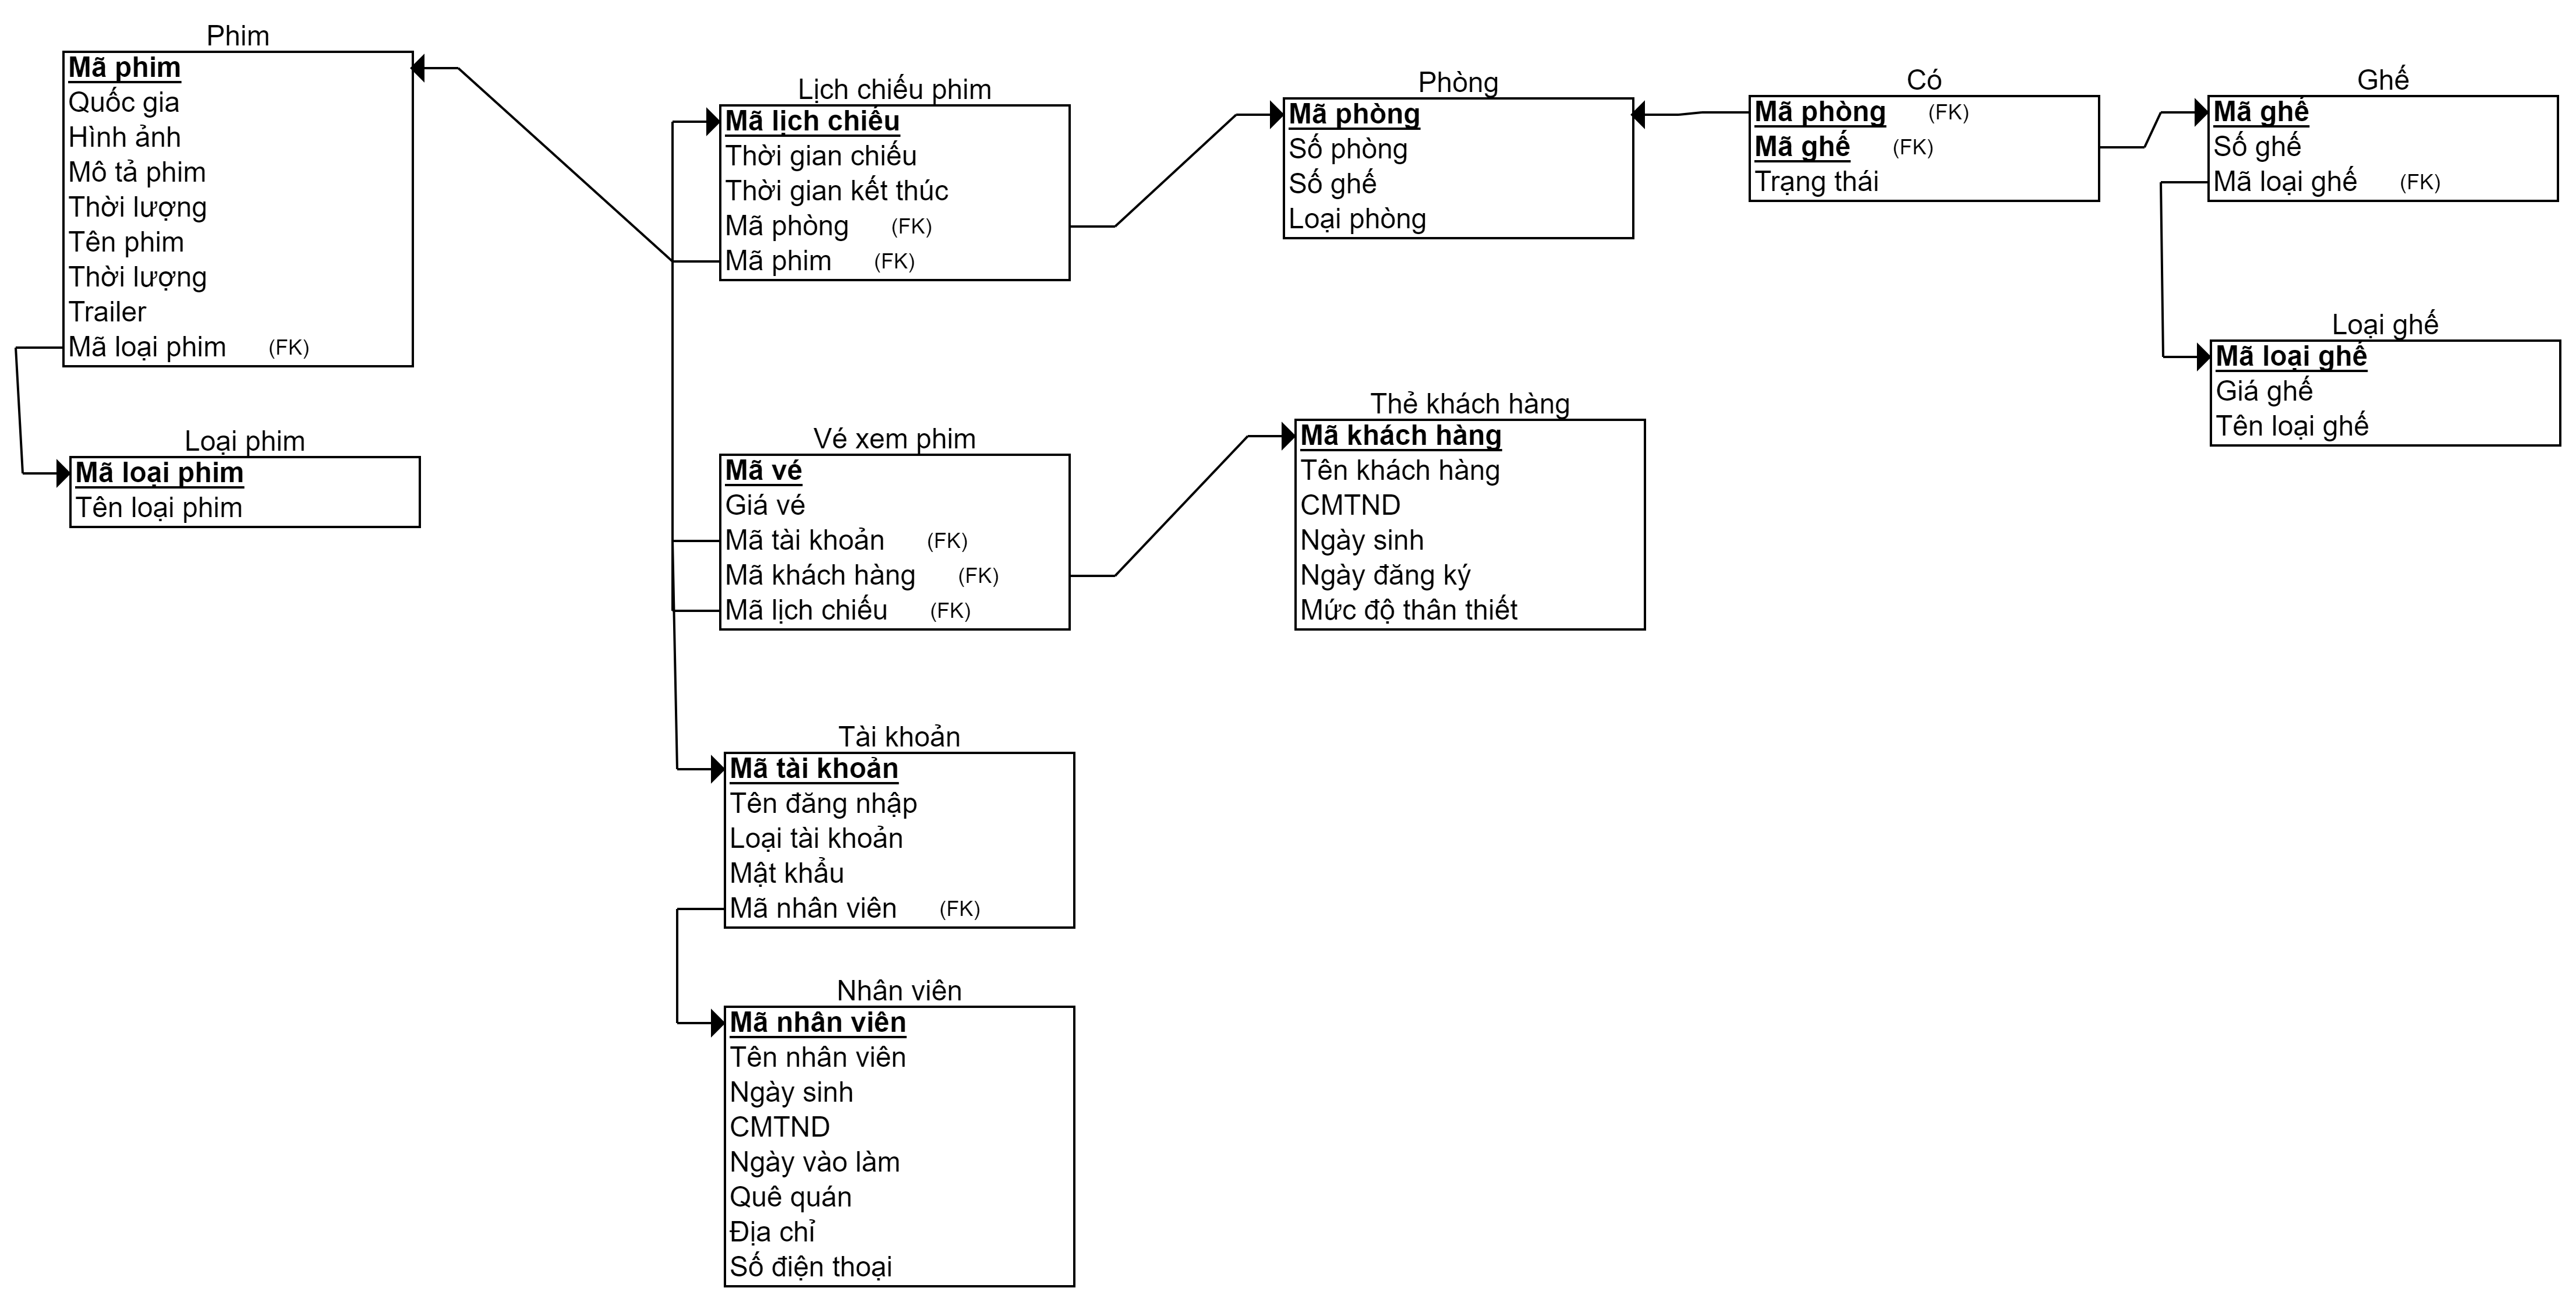 Phim
Mã phim
Quốc gia
Hình ảnh
Mô tả phim
Thời lượng
Tên phim
Thời lượng
Trailer
Mã loại phim (FK)
Loại phim
Mã loại phim
Tên loại phim
Lịch chiếu phim
Mã lịch chiếu
Thời gian chiếu
Thời gian kết thúc
Mã phòng (FK)
Mã phim (FK)
Vé xem phim
Mã vé
Giá vé
Mã tài khoản (FK)
Mã khách hàng (FK)
Mã lịch chiếu (FK)
Tài khoản
Mã tài khoản
Tên đăng nhập
Loại tài khoản
Mật khẩu
Mã nhân viên (FK)
Nhân viên
Mã nhân viên
Tên nhân viên
Ngày sinh
CMTND
Ngày vào làm
Quê quán
Địa chỉ
Số điện thoại
Phòng
Mã phòng
Số phòng
Số ghế
Loại phòng
Thẻ khách hàng
Mã khách hàng
Tên khách hàng
CMTND
Ngày sinh
Ngày đăng ký
Mức độ thân thiết
Có
Mã phòng (FK)
Mã ghế (FK)
Trạng thái
Ghế
Mã ghế
Số ghế
Mã loại ghế (FK)
Loại ghế
Mã loại ghế
Giá ghế
Tên loại ghế